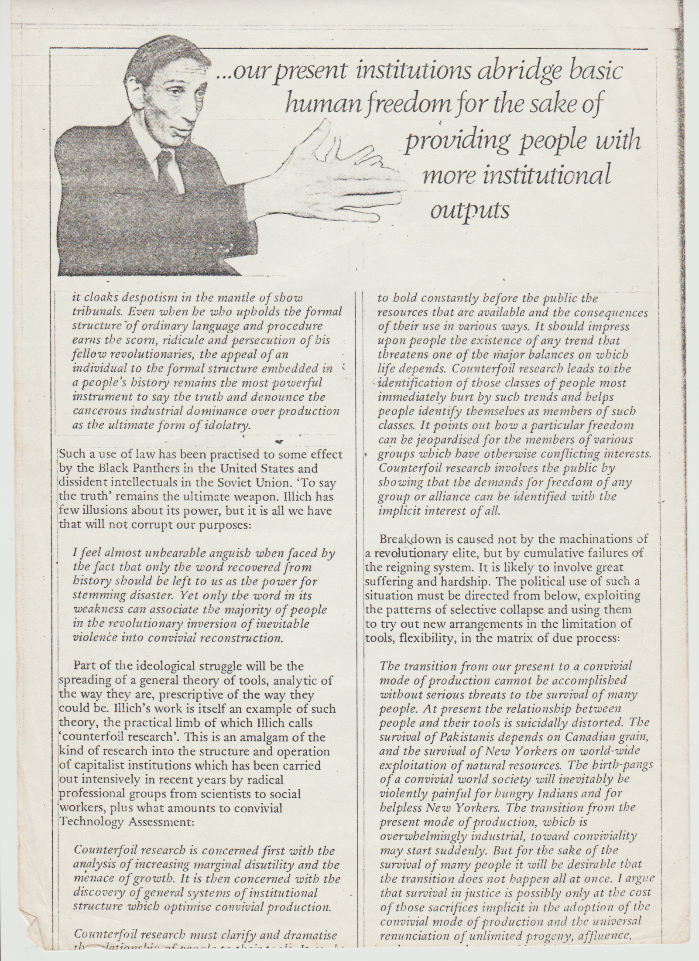 ...our present institutions abridge basic
human freedom for the sake of
providing people with
more institutional
outputs
it cloaks despotism in the mantle of show
tribunals. Even when he who upholds the formal
structure of ordinary language and procedure
earns the scorn, ridicule and persecution of his
fellow revolutionaries, the appeal of an
individual to the formal structure embedded in
a people's history remains the most powerful
instrument to say the truth and denounce the
cancerous industrial dominance over production
as the ultimate form of idolatry.
Such a use of law has been practised to some effect
by the Black Panthers in the United States and
dissident intellectuals in the Soviet Union. 'To say
the truth' remains the ultimate weapon. Illich has
few illusions about its power, but it is all we have
that will not corrupt our purposes:
I feel almost unbearable anguish when faced by
the fact that only the word recovered from
history should be left to us as the power for
stemming disaster. Yet only the word in its
weakness can associate the majority of people
in the revolutionary inversion of inevitable
violence into convivial reconstruction.
Part of the ideological struggle will be the
spreading of a general theory of tools, analytic of
the way they are, prescriptive of the way they
could be. Illich's work is itself an example of such
theory, the practical limb of which Illich calls
'counterfoil research'. This is an amalgam of the
kind of research into the structure and operation
of capitalist institutions which has been carried
out intensively in recent years by radical
professional groups from scientists to social
workers, plus what amounts to convivial
Technology Assessment:
Counterfoil research is concerned first with the
analysis of increasing marginal disutility and the
menace of growth. It is then concerned with the
discovery of general systems of institutional
structure which optimise convivial production.
Counterfoil research must clarify and dramatise
the relationship of people to their tools. It
to hold constantly before the public the
resources that are available and the consequences
of their use in various ways. It should impress
upon people the existence of any trend that
threatens one of the major balances on which
life depends. Counterfoil research leads to the
identification of those classes of people most
immediately hurt by such trends and helps
people identify themselves as members of such
classes. It points out how a particular freedom
can be jeopardised for the members of various
groups which have otherwise conflicting interests.
Counterfoil research involves the public by
showing that the demands for freedom of any
group or alliance can be identified with the
implicit interest of all.
Breakdown is caused not by the machinations of
a revolutionary elite, but by cumulative failures of
the reigning system. It is likely to involve great
suffering and hardship. The political use of such a
situation must be directed from below, exploiting
the patterns of selective collapse and using them
to try out new arrangements in the limitation of
tools, flexibility, in the matrix of due process:
The transition from our present to a convivial
mode of production cannot be accomplished
without serious threats to the survival of many
people. At present the relationship between
people and their tools is suicidally distorted. The
survival of Pakistanis depends on Canadian grain,
and the survival of New Yorkers on world-wide
exploitation of natural resources. The birth-pangs
of a convivial world society will inevitably be
violently painful for hungry Indians and for
helpless New Yorkers. The transition from the
present mode of production, which is
overwhelmingly industrial, toward conviviality
may start suddenly. But for the sake of the
survival of many people it will be desirable that
the transition does not happen all at once. I argue
that survival in justice is possibly only at the cost
of those sacrifices implicit in the adoption of the
convivial mode of production and the universal
renunciation of unlimited progeny, affluence,